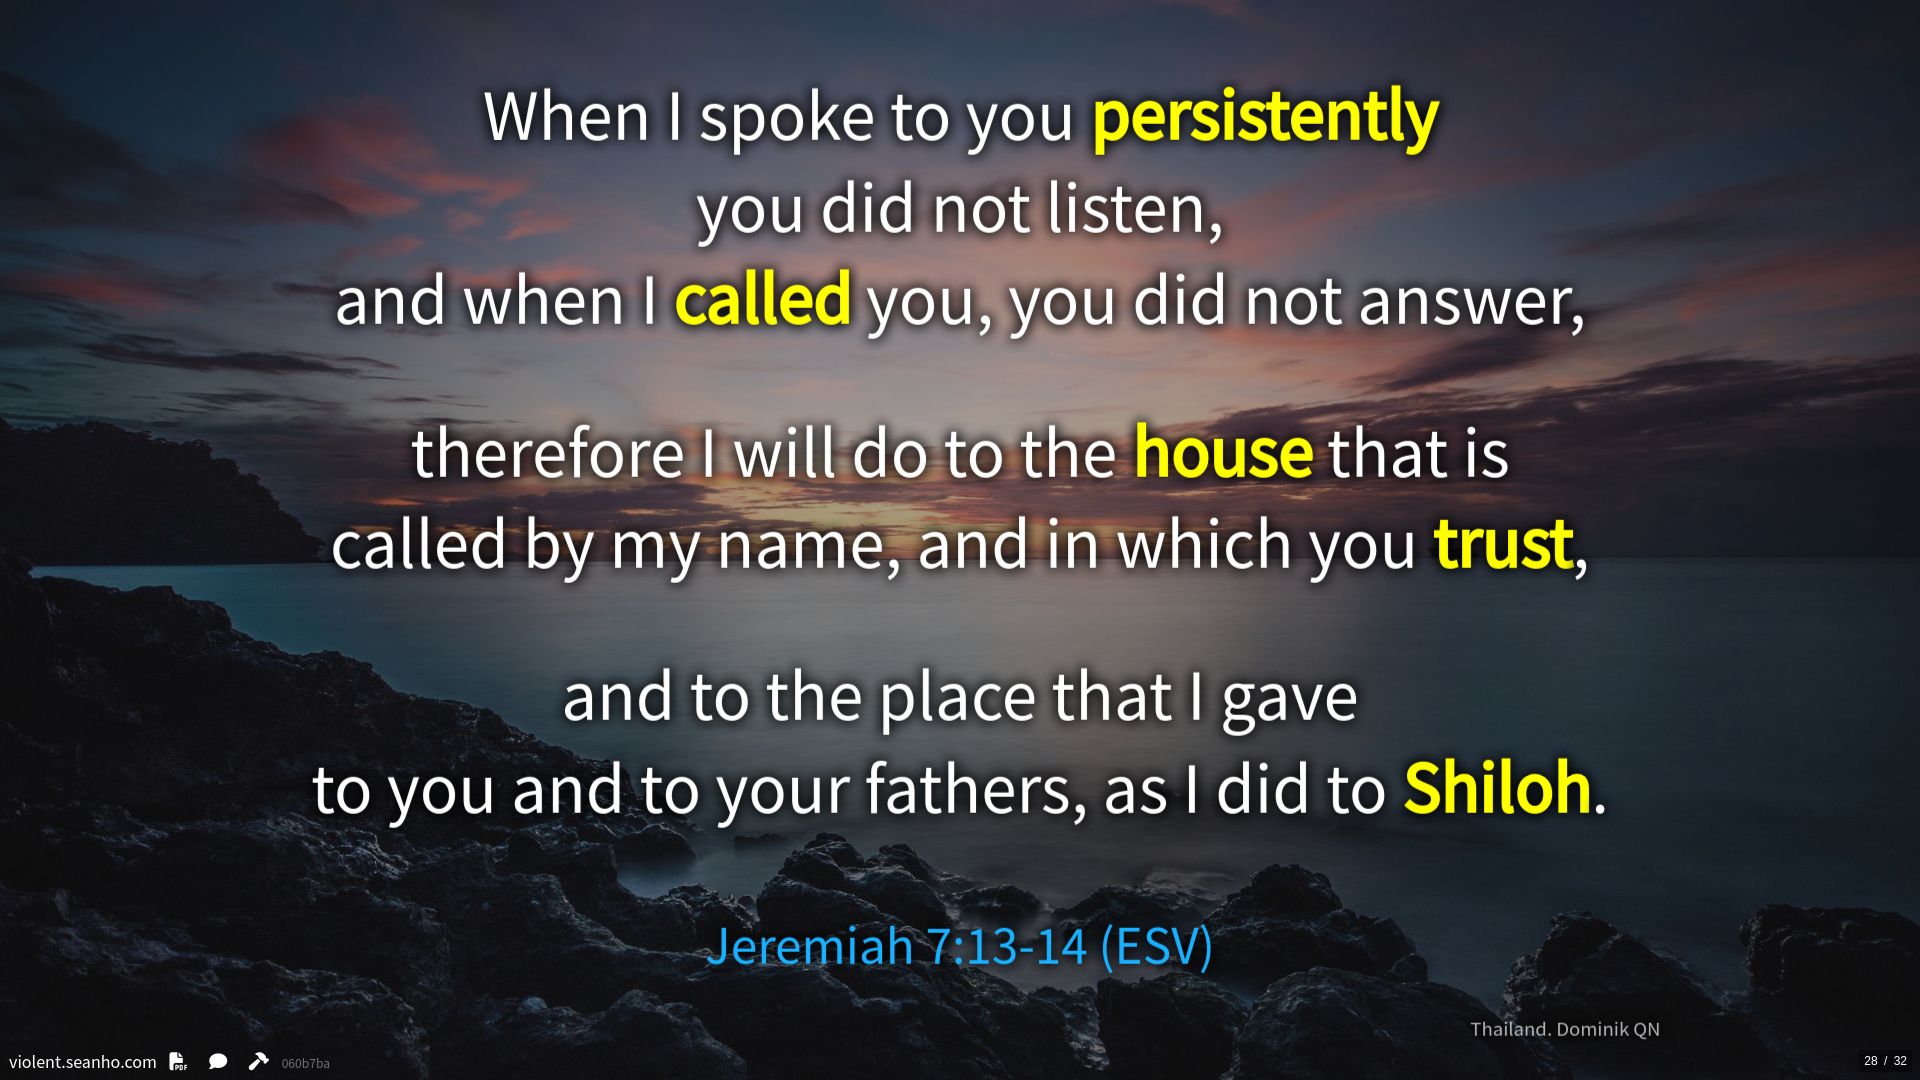 When I spoke to you persistently
you did not listen,
and when I called you, you did not answer,
therefore I will do to the house that is
called by my name, and in which you trust,
and to the place that I gave
to you and to your fathers, as I did to Shiloh.
Jeremiah 7:13-14 (ESV)
Thailand. Dominik QN
violent.seanho.com PDF 060b7ba
28 / 32